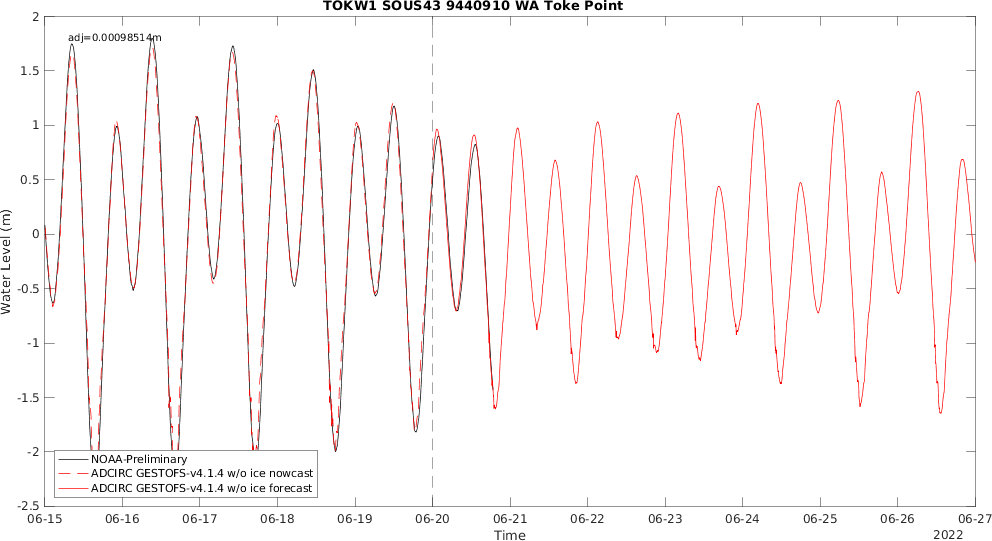 TOKW1 SOUS43 9440910 WA Toke Point
adj=0.00098514m
2
1.5
1
0.5
0
-0.5
-1
-1.5
-2
-2.5
Water Level (m)
NOAA-Preliminary
ADCIRC GESTOFS-v4.1.4 w/o ice nowcast
ADCIRC GESTOFS-v4.1.4 w/o ice forecast
06-15 06-16 06-17 06-18 06-19 06-20 06-21 06-22 06-23 06-24 06-25 06-26 06-27
Time
2022